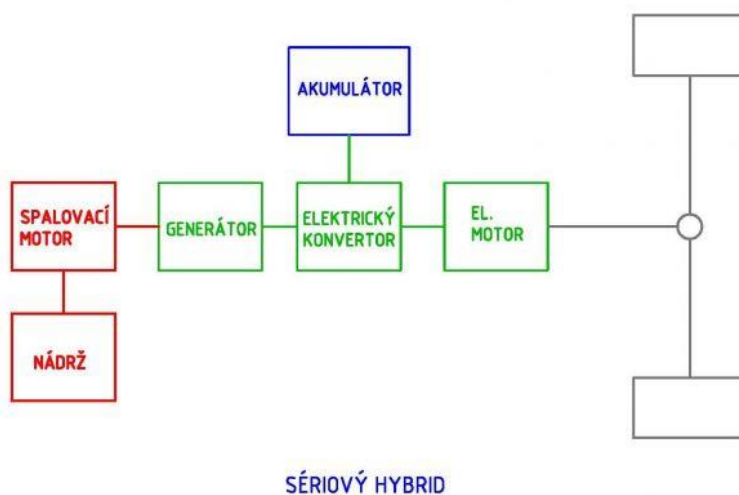 AKUMULÁTOR
SPALOVACÍ
MOTOR
GENERÁTOR
ELEKTRICKÝ
KONVERTOR
EL.
MOTOR
NÁDRŽ
SÉRIOVÝ HYBRID